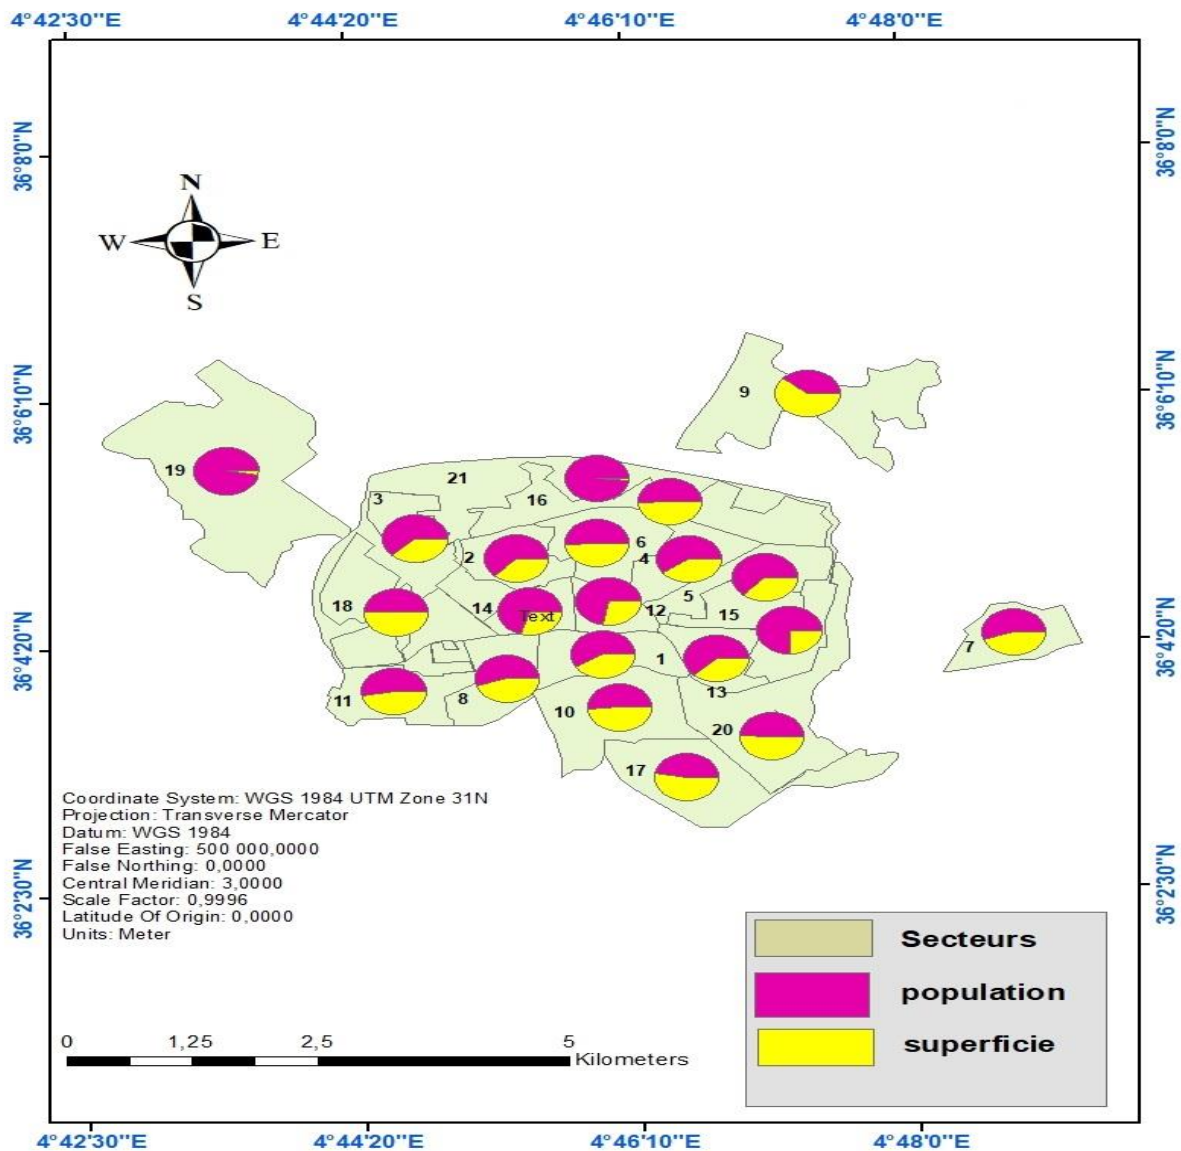 4°42'30"E 4°44'20"E 4°46'10"E 4°48'0"E
36°8'0"N 36°8'0"N
N
W E
S
36°6'10"N 36°6'10"N
9
19
21
3
16
6
2 4
5
18 14 Text 12 15
36°4'20"N 36°4'20"N
7
1
11 8 13
10
20
17
Coordinate System: WGS 1984 UTM Zone 31N
Projection: Transverse Mercator
Datum: WGS 1984
False Easting: 500 000,0000
False Northing: 0,0000
Central Meridian: 3,0000
Scale Factor: 0,9996
Latitude Of Origin: 0,0000
Units: Meter
36°2'30"N 36°2'30"N
Secteurs
population
superficie
0 1,25 2,5 5
Kilometers
4°42'30"E 4°44'20"E 4°46'10"E 4°48'0"E